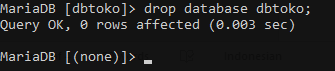 MariaDB [dbtoko]> drop database dbtoko;
Query OK, 0 rows affected (0.003 sec)
MariaDB [(none)]>